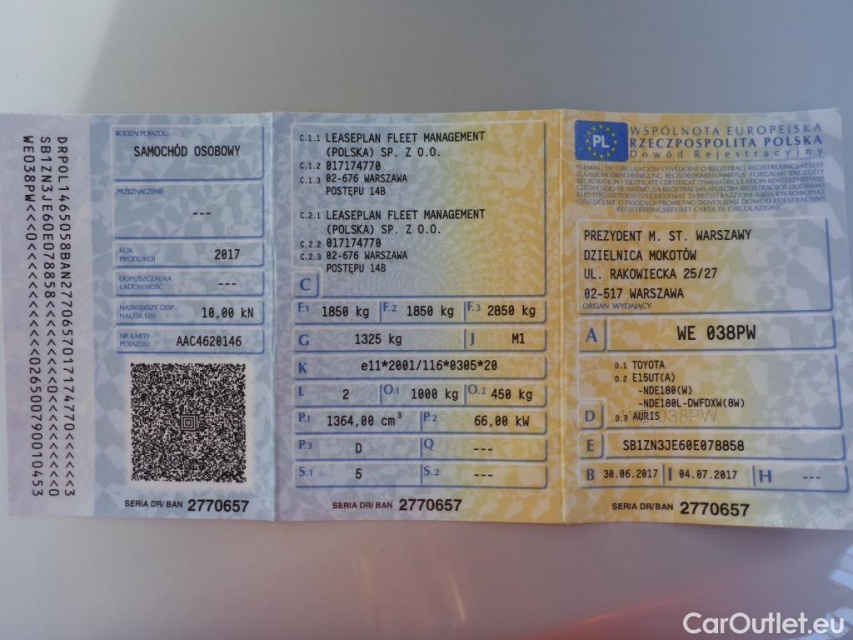 DRPOL1465058BAN27706570171747​70<<<<<3
SB1ZN3JE60E078858<<<<<<
WE038PW<<0<<<<
RODZAJ POJAZDU
SAMOCHÓD OSOBOWY
PRZEZNACZENIE
---
ROK PRODUKCJI 2017
DOPUSZCZALNA ŁADOWNOŚĆ ---
NAJWIĘKSZY DOP. NACISK OSI 10,00 kN
NR KARTY POJAZDU AAC4620146
SERIA DR/BAN 2770657
C.1.1 LEASEPLAN FLEET MANAGEMENT
(POLSKA) SP. Z O.O.
C.1.2 017174770
C.1.3 02-676 WARSZAWA
POSTĘPU 14B
C.2.1 LEASEPLAN FLEET MANAGEMENT
(POLSKA) SP. Z O.O.
C.2.2 017174770
C.2.3 02-676 WARSZAWA
POSTĘPU 14B
C
F.1 1850 kg F.2 1850 kg F.3 2850 kg
G 1325 kg J M1
K e11*2001/116*0305*20
L 2 O.1 1000 kg O.2 450 kg
P.1 1364,00 cm³ P.2 66,00 kW
P.3 D Q ---
S.1 5 S.2 ---
SERIA DR/BAN 2770657
PL
WSPÓLNOTA EUROPEJSKA
RZECZPOSPOLITA POLSKA
Dowód Rejestracyjny
PREZYDENT M. ST. WARSZAWY
DZIELNICA MOKOTÓW
UL. RAKOWIECKA 25/27
02-517 WARSZAWA
ORGAN WYDAJĄCY
A WE 038PW
D.1 TOYOTA
D.2 E15UT(A)
-NDE180(W)
-NDE180L-DWFDXW(8W)
D D.3 AURIS
E SB1ZN3JE60E078858
B 30.06.2017 I 04.07.2017 H ---
SERIA DR/BAN 2770657
CarOutlet.eu